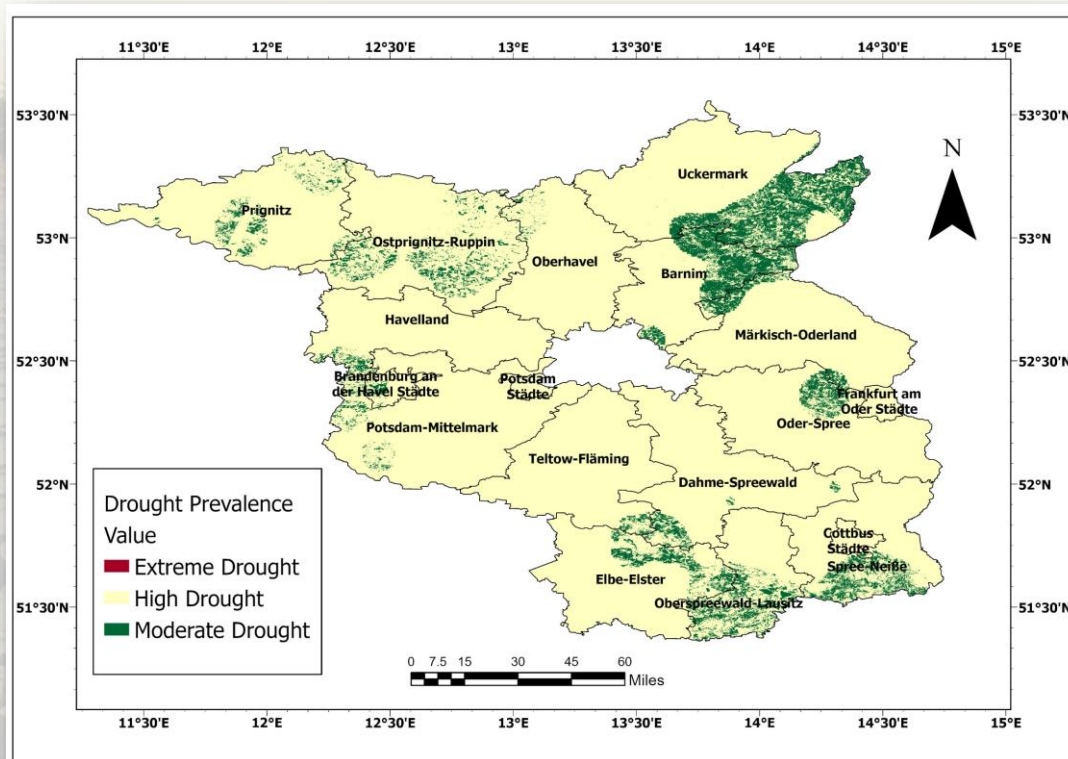 11°30'E 12°E 12°30'E 13°E 13°30'E 14°E 14°30'E 15°E
53°30'N 53°30'N
N
Uckermark
Prignitz
53°N 53°N
Ostprignitz-Ruppin
Oberhavel
Barnim
Havelland
Märkisch-Oderland
52°30'N 52°30'N
Brandenburg an
der Havel Städte
Potsdam
Städte
Frankfurt am
Oder Städte
Oder-Spree
Potsdam-Mittelmark
Teltow-Fläming
52°N 52°N
Dahme-Spreewald
Cottbus
Städte
Spree-Neiße
Elbe-Elster
Oberspreewald-Lausitz
51°30'N 51°30'N
Drought Prevalence
Value
Extreme Drought
High Drought
Moderate Drought
0 7.5 15 30 45 60
Miles
11°30'E 12°E 12°30'E 13°E 13°30'E 14°E 14°30'E 15°E